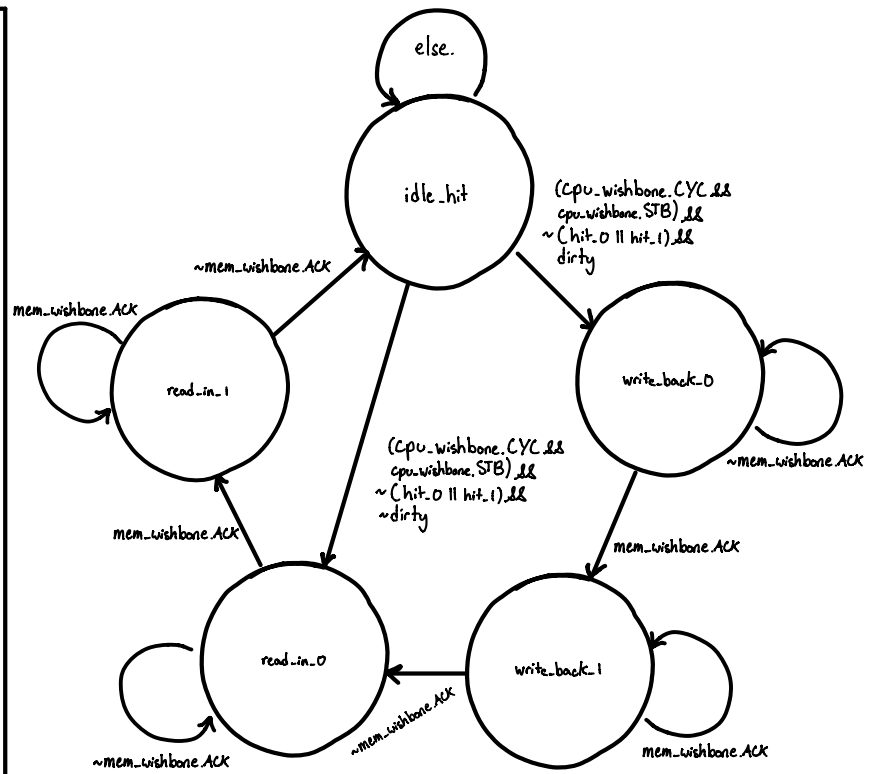 else.
idle_hit
(cpu_wishbone.CYC &&
cpu_wishbone.STB) &&
~(hit_0 || hit_1) &&
dirty
~mem_wishbone.ACK
mem_wishbone.ACK
read_in_1
write_back_0
~mem_wishbone.ACK
(cpu_wishbone.CYC &&
cpu_wishbone.STB) &&
~(hit_0 || hit_1) &&
~dirty
mem_wishbone.ACK
mem_wishbone.ACK
read_in_0
write_back_1
~mem_wishbone.ACK
mem_wishbone.ACK
~mem_wishbone.ACK